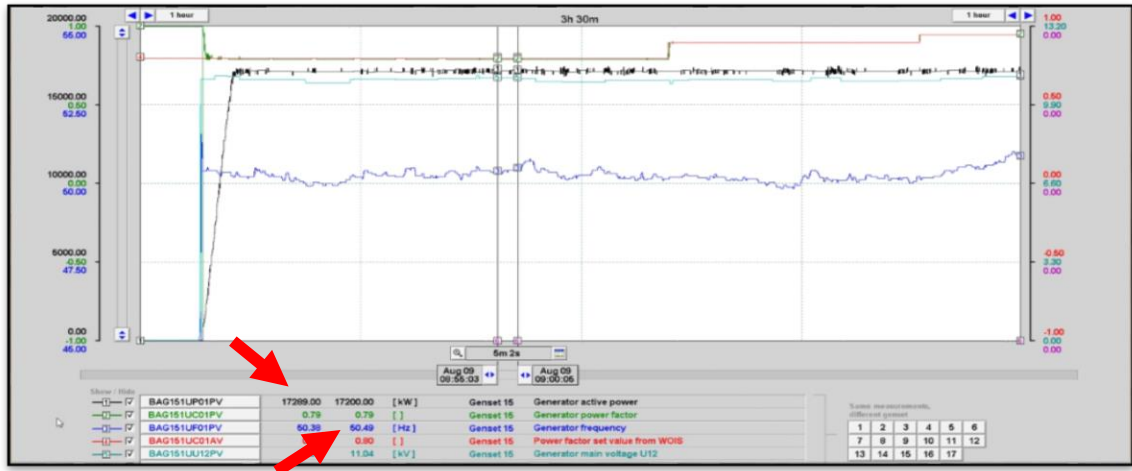 20000.00
1.00
55.00
1 hour
3h 30m
1 hour
1.00
13.20
0.00
15000.00
0.50
52.50
0.50
9.90
0.00
10000.00
0.00
50.00
0.00
6.60
0.00
5000.00
-0.50
47.50
-0.50
3.30
0.00
0.00
-1.00
45.00
-1.00
0.00
0.00
5m 2s
Aug 09
Aug 09
09:00:05
Show / Hide
BAG151UP01PV 17200.00 [kW] Genset 15 Generator active power
BAG151UC01PV 0.79 0.79 [ ] Genset 15 Generator power factor
BAG151UF01PV 50.38 50.49 [Hz] Genset 15 Generator frequency
BAG151UC01AV 0.80 [ ] Genset 15 Power factor set value from WOIS
BAG151UU12PV 11.04 [kV] Genset 15 Generator main voltage U12
Same measurements,
different genset
1 2 3 4 5 6
7 8 9 10 11 12
13 14 15 16 17